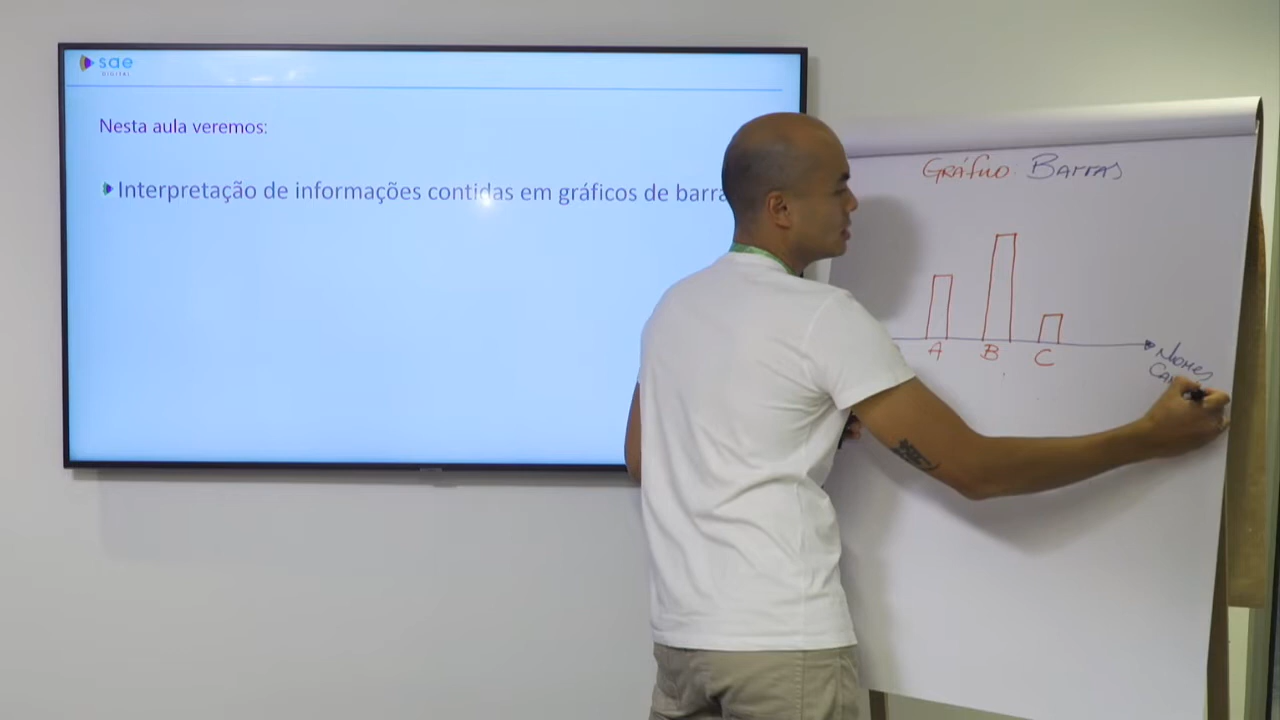 sae
DIGITAL
Nesta aula veremos:
Interpretação de informações contidas em gráficos de barra
GRÁFICO: BARRAS
A B C
NOMES